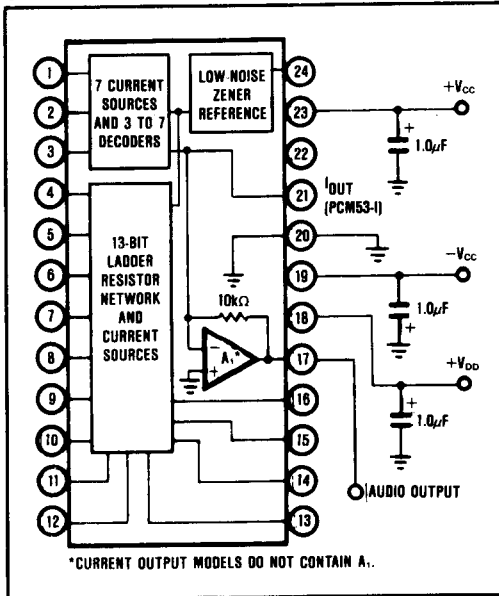 1
2
3
4
5
6
7
8
9
10
11
12
7 CURRENT
SOURCES
AND 3 TO 7
DECODERS
LOW-NOISE
ZENER
REFERENCE
13-BIT
LADDER
RESISTOR
NETWORK
AND
CURRENT
SOURCES
10kΩ
A₁*
−
+
24
23
22
21
20
19
18
17
16
15
14
13
+VCC
+
1.0μF
IOUT
(PCM53-I)
−VCC
1.0μF
+
+VDD
+
1.0μF
AUDIO OUTPUT
*CURRENT OUTPUT MODELS DO NOT CONTAIN A₁.